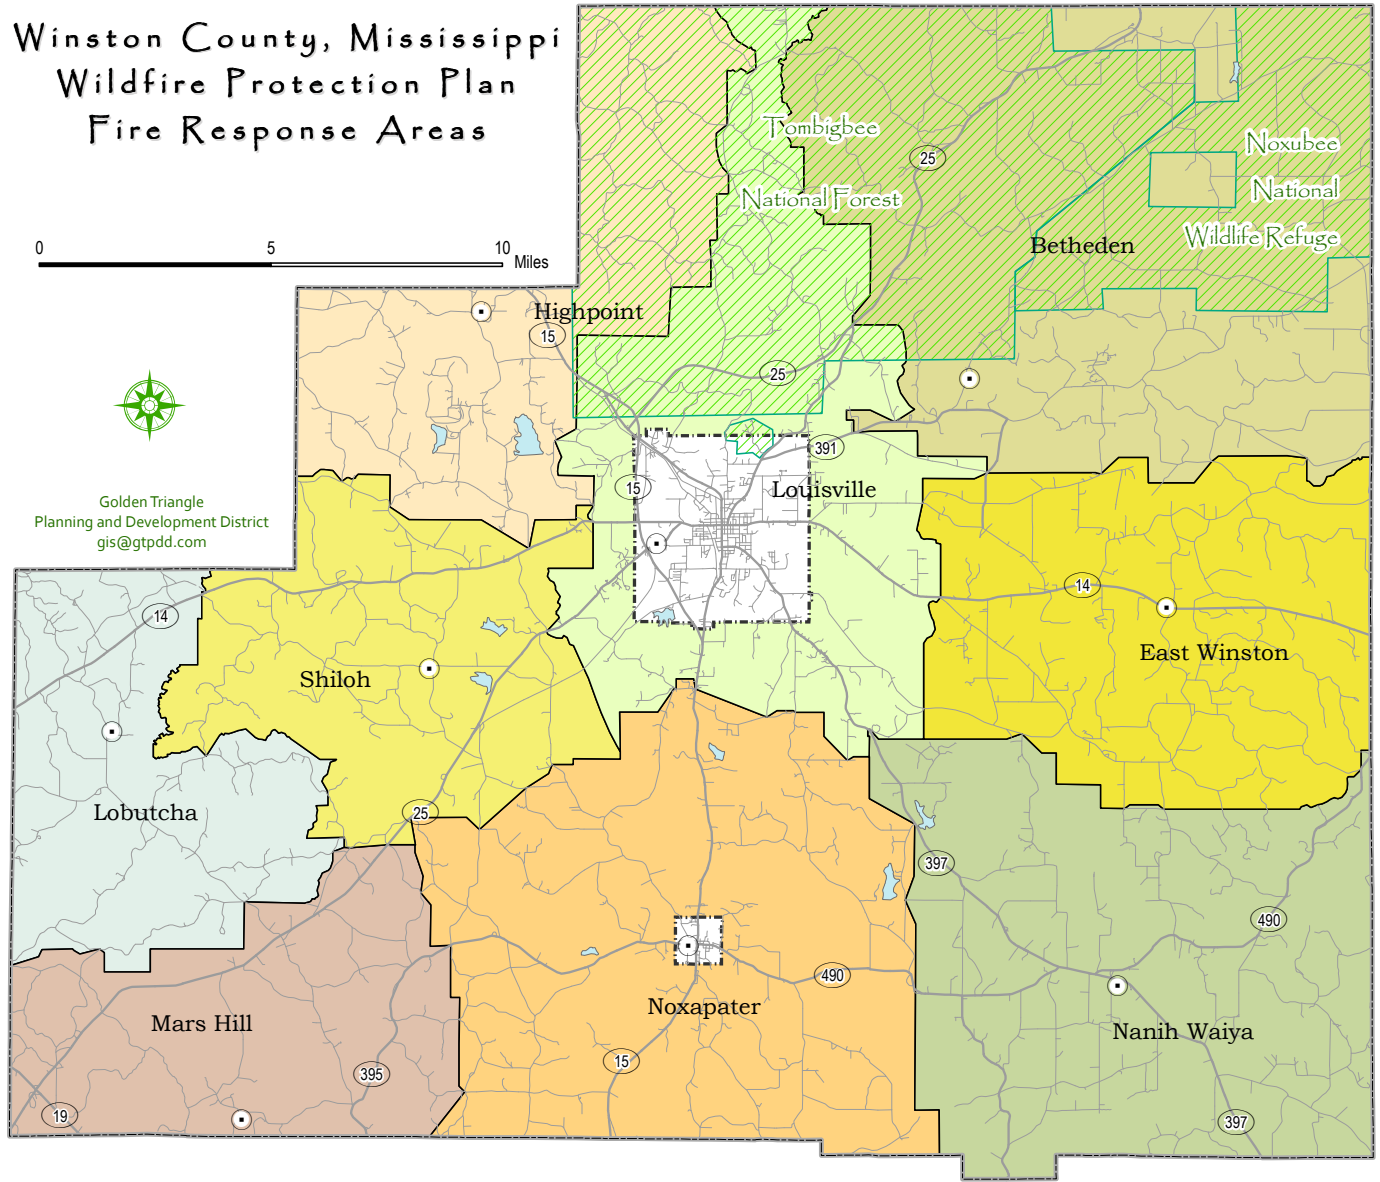 Winston County, Mississippi
Wildfire Protection Plan
Fire Response Areas
0 5 10 Miles
Golden Triangle
Planning and Development District
gis@gtpdd.com
Tombigbee
National Forest
Noxubee
National
Wildlife Refuge
25
Betheden
Highpoint
15
25
391
15
Louisville
14
14
East Winston
Shiloh
Lobutcha
25
397
490
490
Noxapater
Mars Hill
Nanih Waiya
15
395
19
397